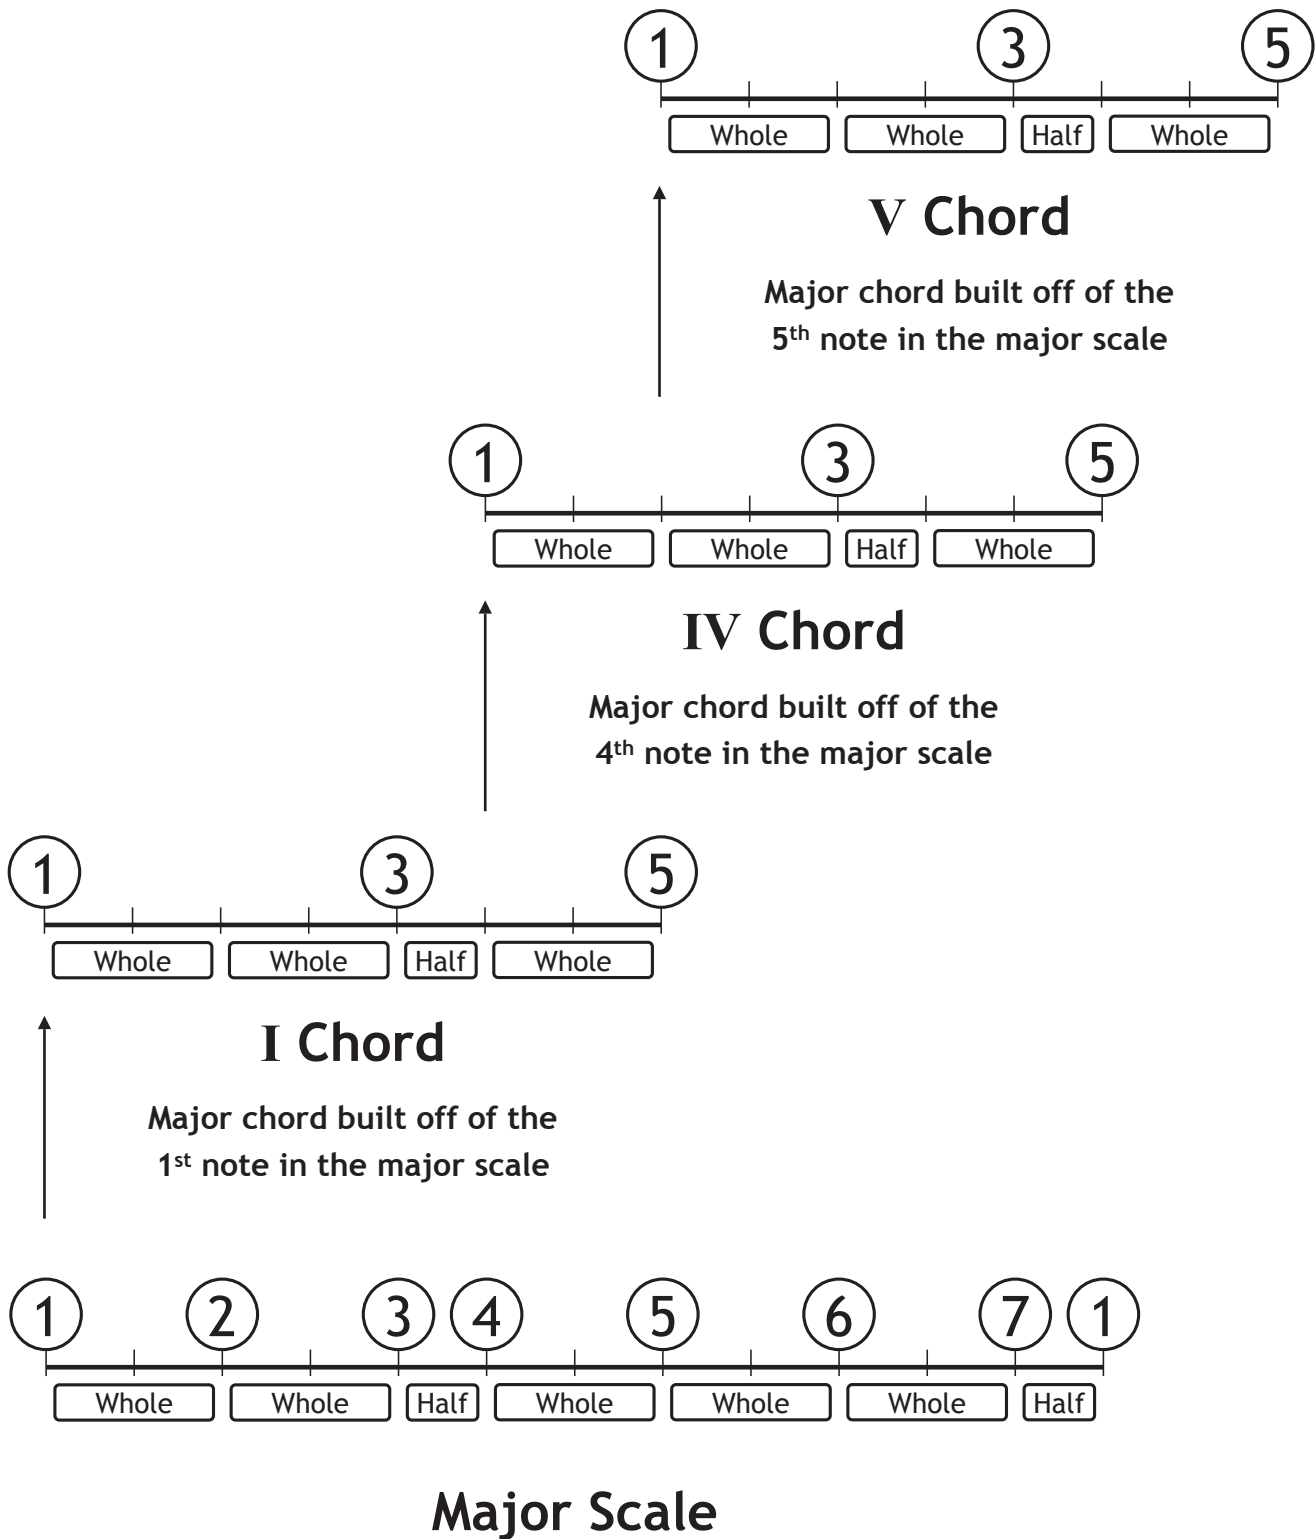 1 3 5
Whole Whole Half Whole
V Chord
Major chord built off of the
5th note in the major scale
1 3 5
Whole Whole Half Whole
IV Chord
Major chord built off of the
4th note in the major scale
1 3 5
Whole Whole Half Whole
I Chord
Major chord built off of the
1st note in the major scale
1 2 3 4 5 6 7 1
Whole Whole Half Whole Whole Whole Half
Major Scale